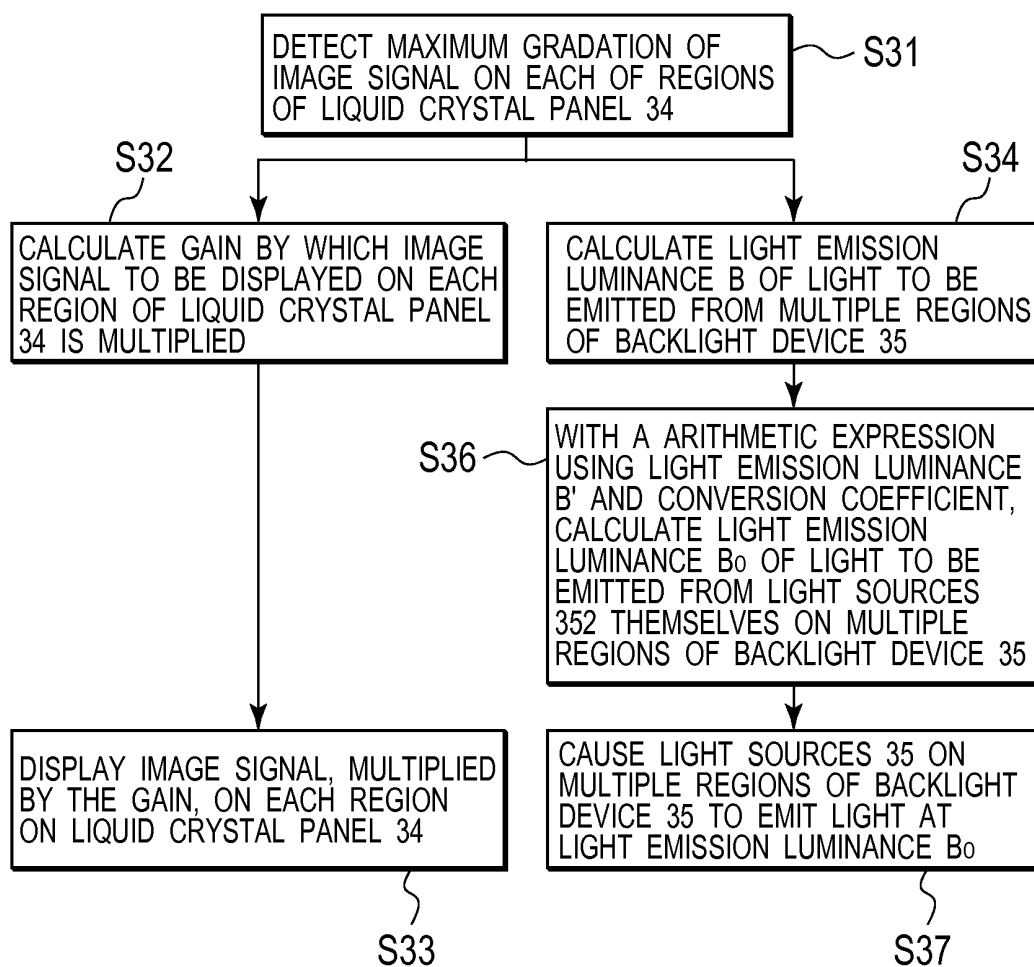 DETECT MAXIMUM GRADATION OF
IMAGE SIGNAL ON EACH OF REGIONS
OF LIQUID CRYSTAL PANEL 34
S31
S32
CALCULATE GAIN BY WHICH IMAGE
SIGNAL TO BE DISPLAYED ON EACH
REGION OF LIQUID CRYSTAL PANEL
34 IS MULTIPLIED
S34
CALCULATE LIGHT EMISSION
LUMINANCE B OF LIGHT TO BE
EMITTED FROM MULTIPLE REGIONS
OF BACKLIGHT DEVICE 35
S36
WITH A ARITHMETIC EXPRESSION
USING LIGHT EMISSION LUMINANCE
B' AND CONVERSION COEFFICIENT,
CALCULATE LIGHT EMISSION
LUMINANCE B0 OF LIGHT TO BE
EMITTED FROM LIGHT SOURCES
352 THEMSELVES ON MULTIPLE
REGIONS OF BACKLIGHT DEVICE 35
DISPLAY IMAGE SIGNAL, MULTIPLIED
BY THE GAIN, ON EACH REGION
ON LIQUID CRYSTAL PANEL 34
S33
CAUSE LIGHT SOURCES 35 ON
MULTIPLE REGIONS OF BACKLIGHT
DEVICE 35 TO EMIT LIGHT AT
LIGHT EMISSION LUMINANCE B0
S37